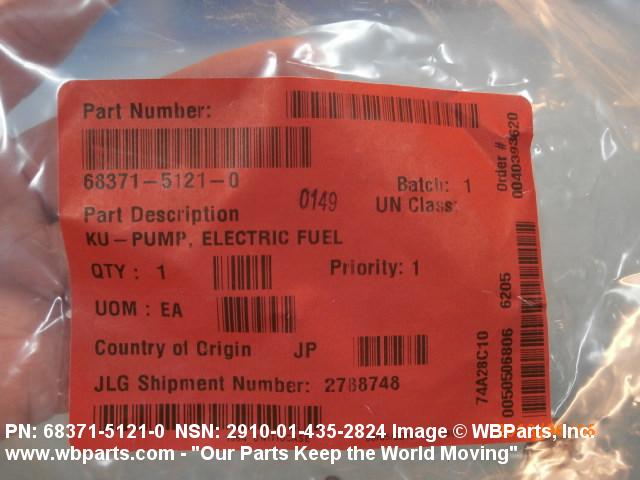 Part Number:
68371-5121-0
Batch: 1
0149
UN Class:
Part Description
KU-PUMP, ELECTRIC FUEL
QTY : 1
Priority: 1
UOM : EA
Country of Origin JP
JLG Shipment Number: 2788748
Order #
0040393620
6205
0050506806
74A28C10
PN: 68371-5121-0 NSN: 2910-01-435-2824 Image © WBParts, Inc.
www.wbparts.com - "Our Parts Keep the World Moving"